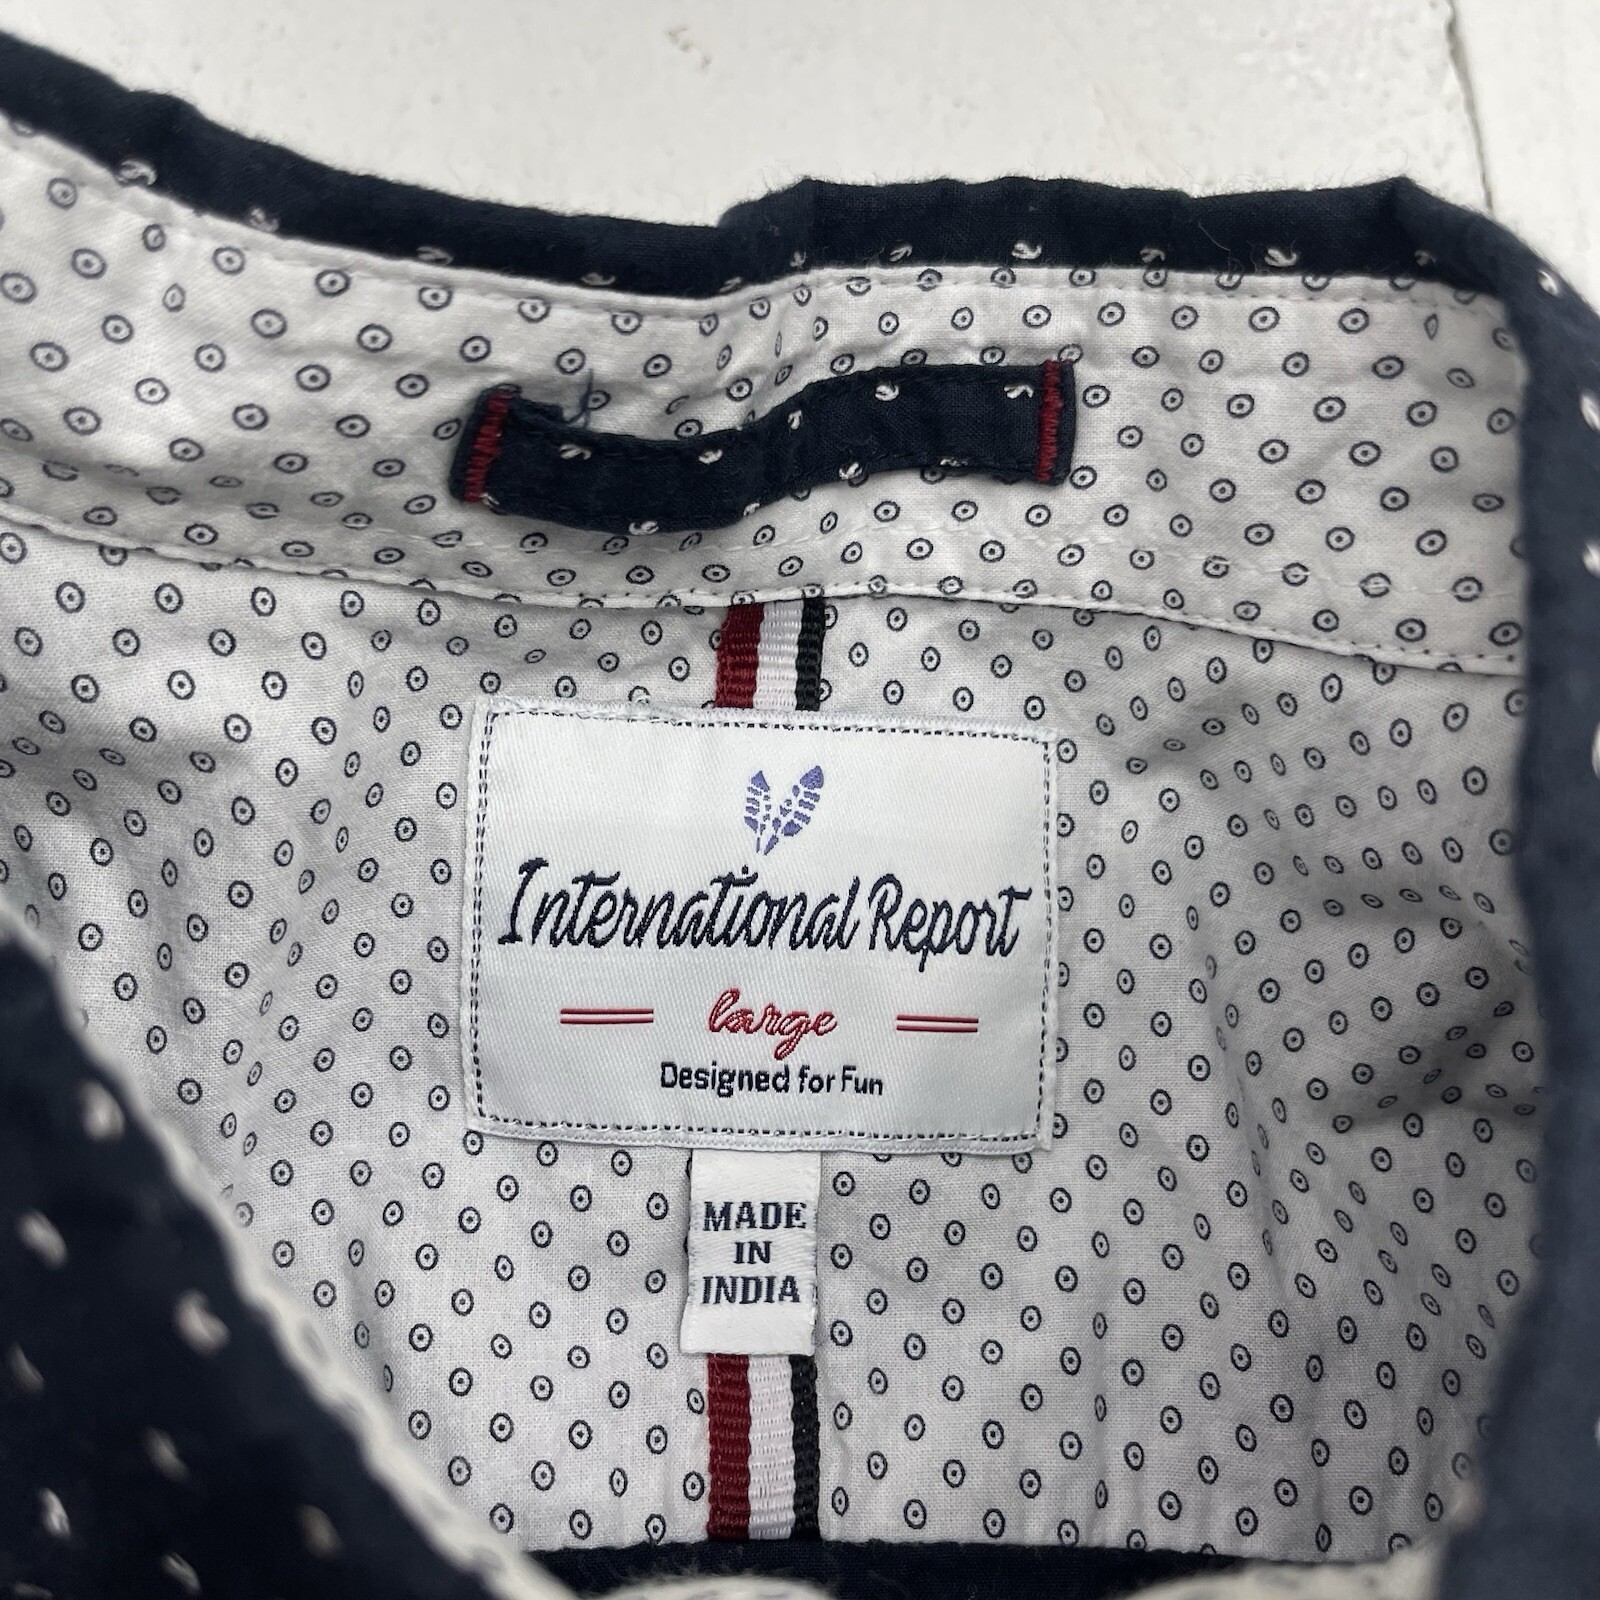 International Report
large
Designed for Fun
MADE
IN
INDIA